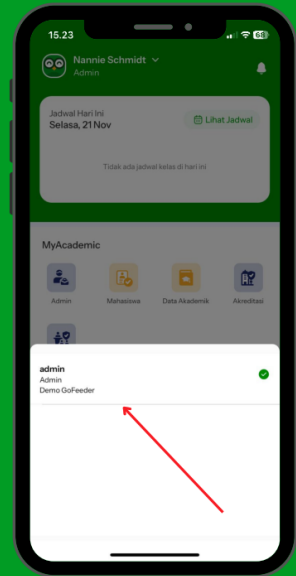 15.23
68
Nannie Schmidt
Admin
Jadwal Hari Ini
Selasa, 21 Nov
Lihat Jadwal
Tidak ada jadwal kelas di hari ini
MyAcademic
Admin
Mahasiswa
Data Akademik
Akreditasi
admin
Admin
Demo GoFeeder